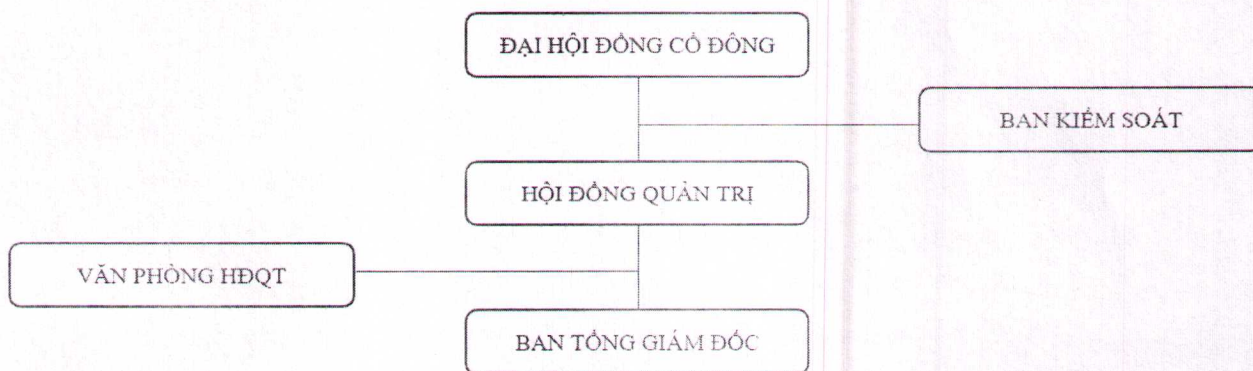 ĐẠI HỘI ĐỒNG CỔ ĐÔNG
BAN KIỂM SOÁT
HỘI ĐỒNG QUẢN TRỊ
VĂN PHÒNG HĐQT
BAN TỔNG GIÁM ĐỐC